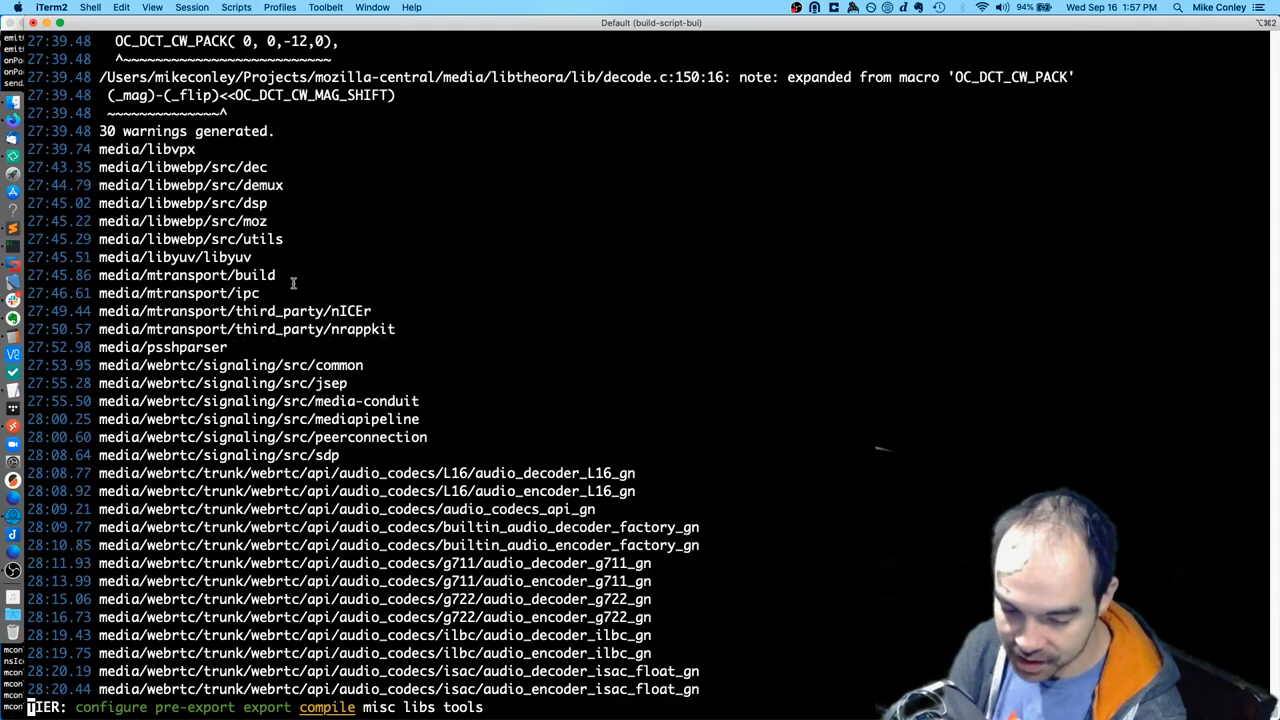 iTerm2 Shell Edit View Session Scripts Profiles Toolbelt Window Help 94% Wed Sep 16 1:57 PM Mike Conley
Default (build-script-bui) ⌥⌘2
27:39.48 OC_DCT_CW_PACK( 0, 0,-12,0),
27:39.48 ^~~~~~~~~~~~~~~~~~~~~~~~~~~
27:39.48 /Users/mikeconley/Projects/mozilla-central/media/libtheora/lib/decode.c:150:16: note: expanded from macro 'OC_DCT_CW_PACK'
27:39.48 (_mag)-(_flip)<<OC_DCT_CW_MAG_SHIFT)
27:39.48 ~~~~~~~~~~~~~~^
27:39.48 30 warnings generated.
27:39.74 media/libvpx
27:43.35 media/libwebp/src/dec
27:44.79 media/libwebp/src/demux
27:45.02 media/libwebp/src/dsp
27:45.22 media/libwebp/src/moz
27:45.29 media/libwebp/src/utils
27:45.51 media/libyuv/libyuv
27:45.86 media/mtransport/build
27:46.61 media/mtransport/ipc
27:49.44 media/mtransport/third_party/nICEr
27:50.57 media/mtransport/third_party/nrappkit
27:52.98 media/psshparser
27:53.95 media/webrtc/signaling/src/common
27:55.28 media/webrtc/signaling/src/jsep
27:55.50 media/webrtc/signaling/src/media-conduit
28:00.25 media/webrtc/signaling/src/mediapipeline
28:00.60 media/webrtc/signaling/src/peerconnection
28:08.64 media/webrtc/signaling/src/sdp
28:08.77 media/webrtc/trunk/webrtc/api/audio_codecs/L16/audio_decoder_L16_gn
28:08.92 media/webrtc/trunk/webrtc/api/audio_codecs/L16/audio_encoder_L16_gn
28:09.21 media/webrtc/trunk/webrtc/api/audio_codecs/audio_codecs_api_gn
28:09.77 media/webrtc/trunk/webrtc/api/audio_codecs/builtin_audio_decoder_factory_gn
28:10.85 media/webrtc/trunk/webrtc/api/audio_codecs/builtin_audio_encoder_factory_gn
28:11.93 media/webrtc/trunk/webrtc/api/audio_codecs/g711/audio_decoder_g711_gn
28:13.99 media/webrtc/trunk/webrtc/api/audio_codecs/g711/audio_encoder_g711_gn
28:15.06 media/webrtc/trunk/webrtc/api/audio_codecs/g722/audio_decoder_g722_gn
28:16.73 media/webrtc/trunk/webrtc/api/audio_codecs/g722/audio_encoder_g722_gn
28:19.43 media/webrtc/trunk/webrtc/api/audio_codecs/ilbc/audio_decoder_ilbc_gn
28:19.75 media/webrtc/trunk/webrtc/api/audio_codecs/ilbc/audio_encoder_ilbc_gn
28:20.19 media/webrtc/trunk/webrtc/api/audio_codecs/isac/audio_decoder_isac_float_gn
28:20.44 media/webrtc/trunk/webrtc/api/audio_codecs/isac/audio_encoder_isac_float_gn
TIER: configure pre-export export compile misc libs tools